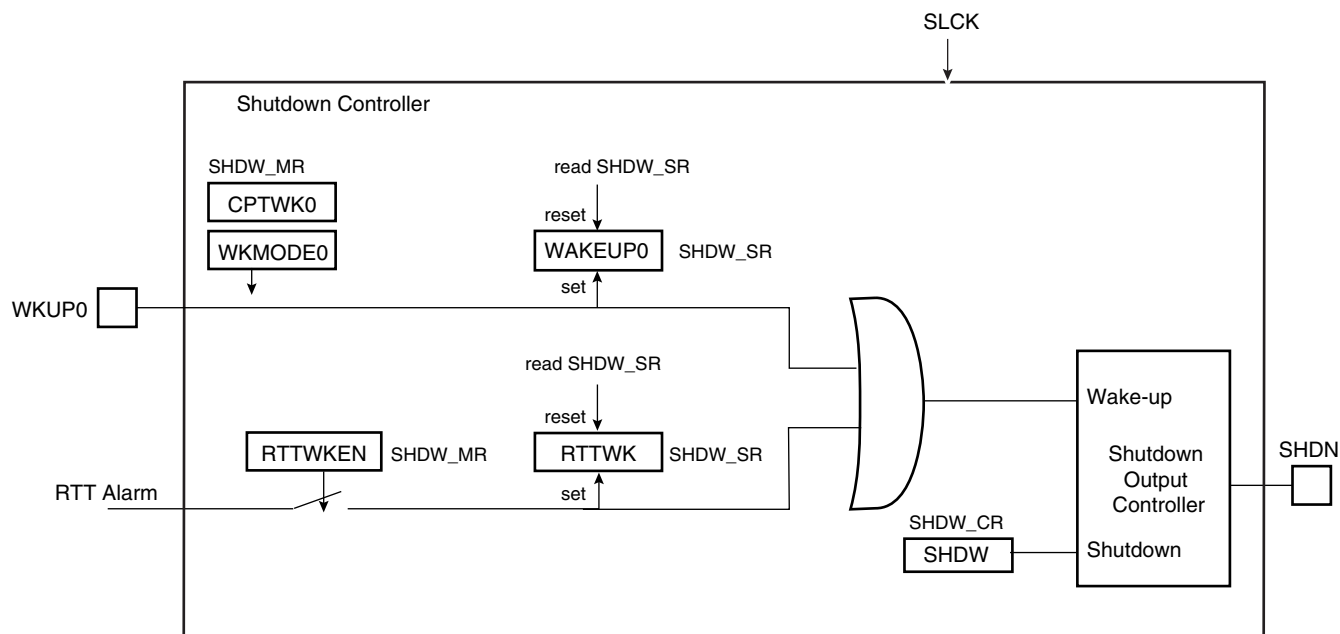 SLCK
Shutdown Controller
SHDW_MR
CPTWK0
WKMODE0
read SHDW_SR
reset
WAKEUP0
SHDW_SR
set
WKUP0
read SHDW_SR
reset
RTTWKEN
SHDW_MR
RTTWK
SHDW_SR
set
RTT Alarm
Wake-up
Shutdown
Output
Controller
SHDN
SHDW_CR
SHDW
Shutdown